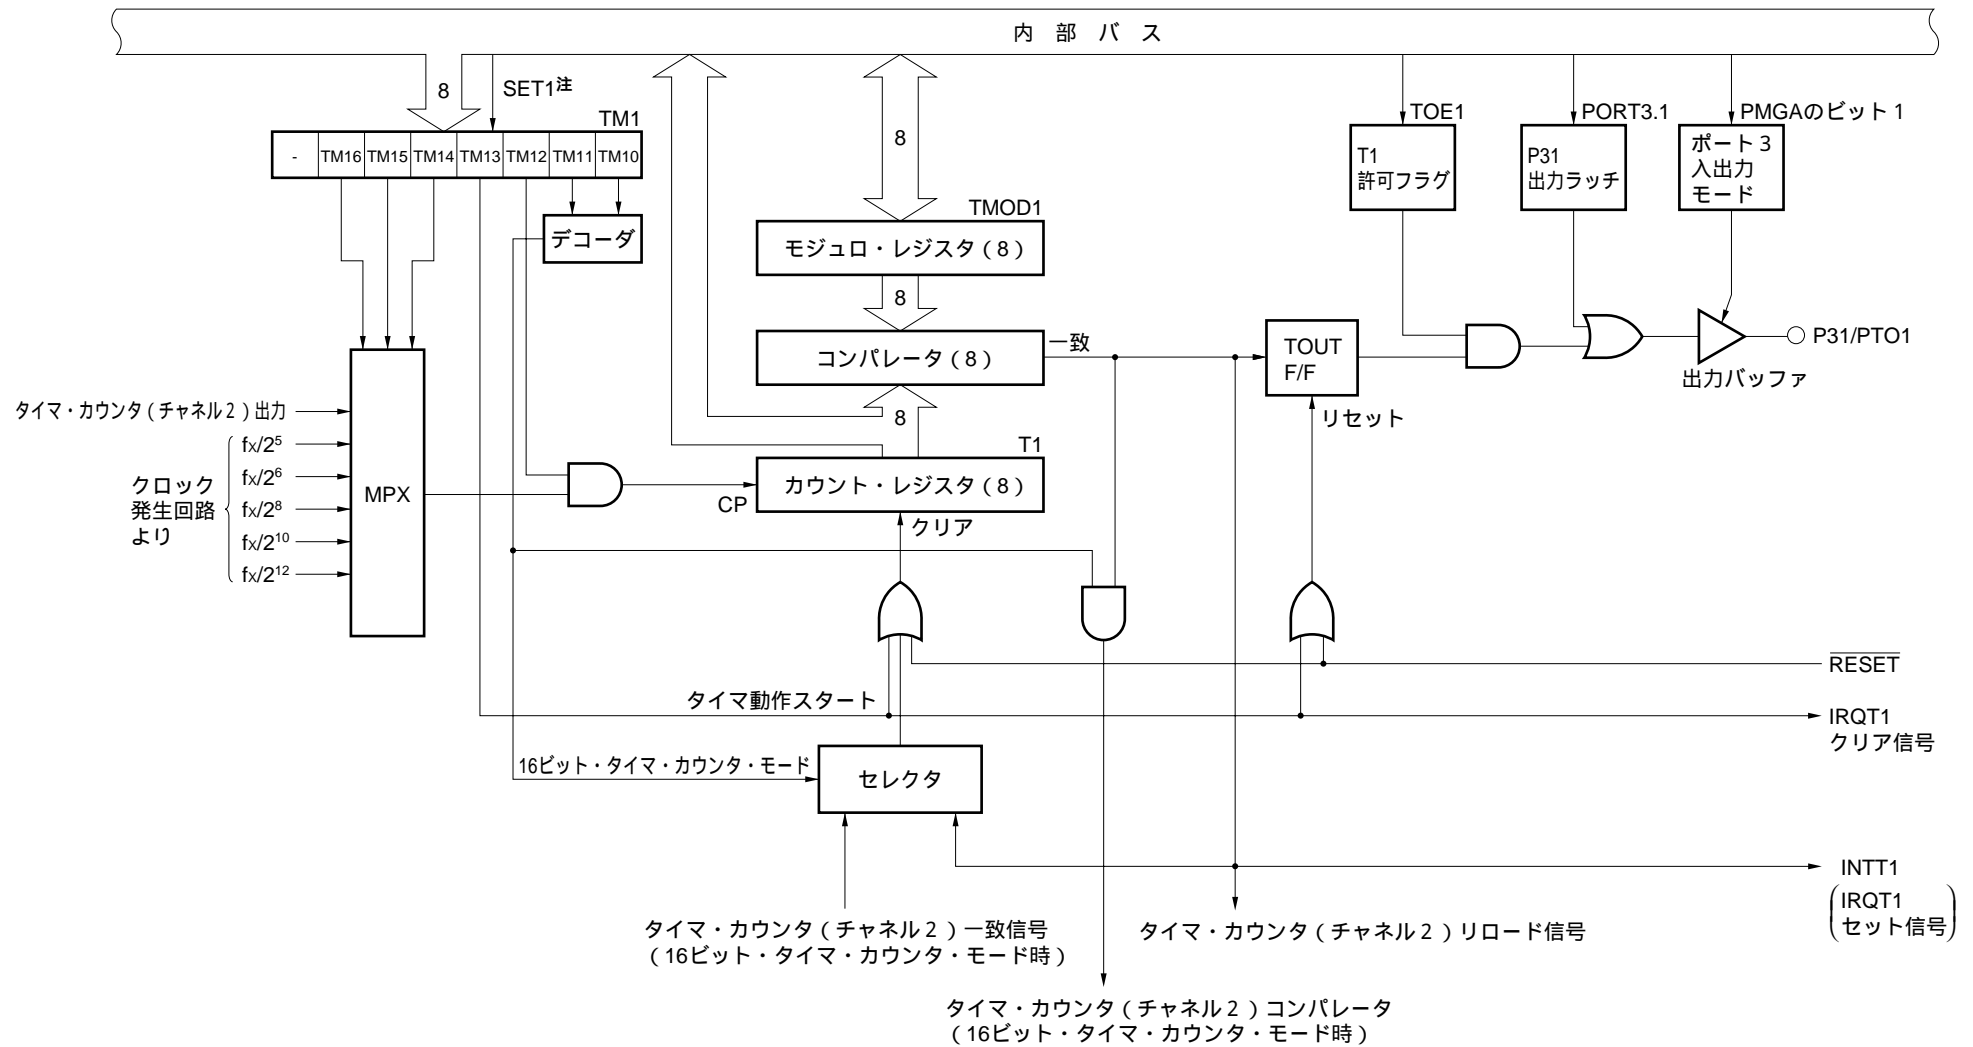 内部バス
8
SET1注
TM1
- TM16 TM15 TM14 TM13 TM12 TM11 TM10
デコーダ
8
TMOD1
モジュロ・レジスタ（8）
8
コンパレータ（8）
一致
8
T1
カウント・レジスタ（8）
CP
クリア
TOE1
T1
許可フラグ
PORT3.1
P31
出力ラッチ
PMGAのビット1
ポート3
入出力
モード
TOUT
F/F
リセット
出力バッファ
P31/PTO1
タイマ・カウンタ（チャネル2）出力
クロック
発生回路
より
fX/2⁵
fX/2⁶
fX/2⁸
fX/2¹⁰
fX/2¹²
MPX
RESET
タイマ動作スタート
IRQT1
クリア信号
16ビット・タイマ・カウンタ・モード
セレクタ
INTT1
（IRQT1
セット信号）
タイマ・カウンタ（チャネル2）一致信号
（16ビット・タイマ・カウンタ・モード時）
タイマ・カウンタ（チャネル2）リロード信号
タイマ・カウンタ（チャネル2）コンパレータ
（16ビット・タイマ・カウンタ・モード時）